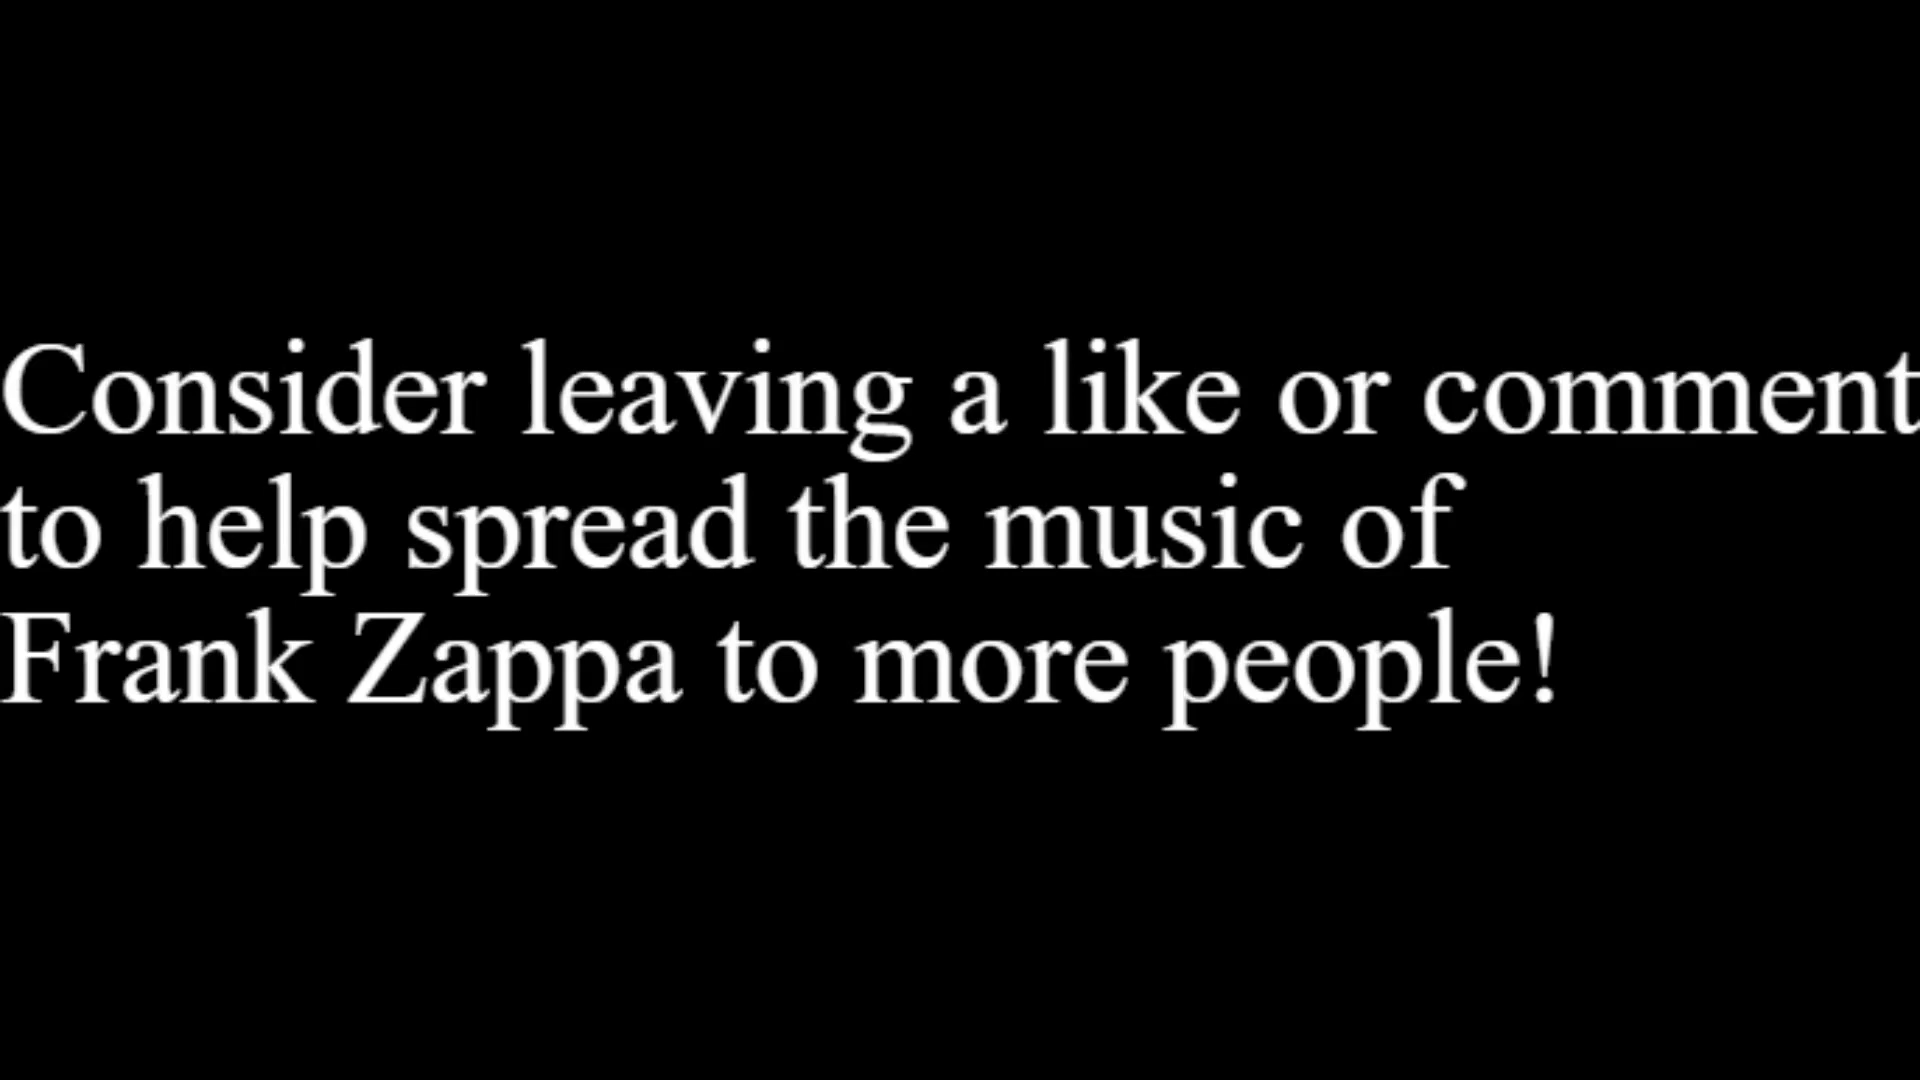 Consider leaving a like or comment
to help spread the music of
Frank Zappa to more people!